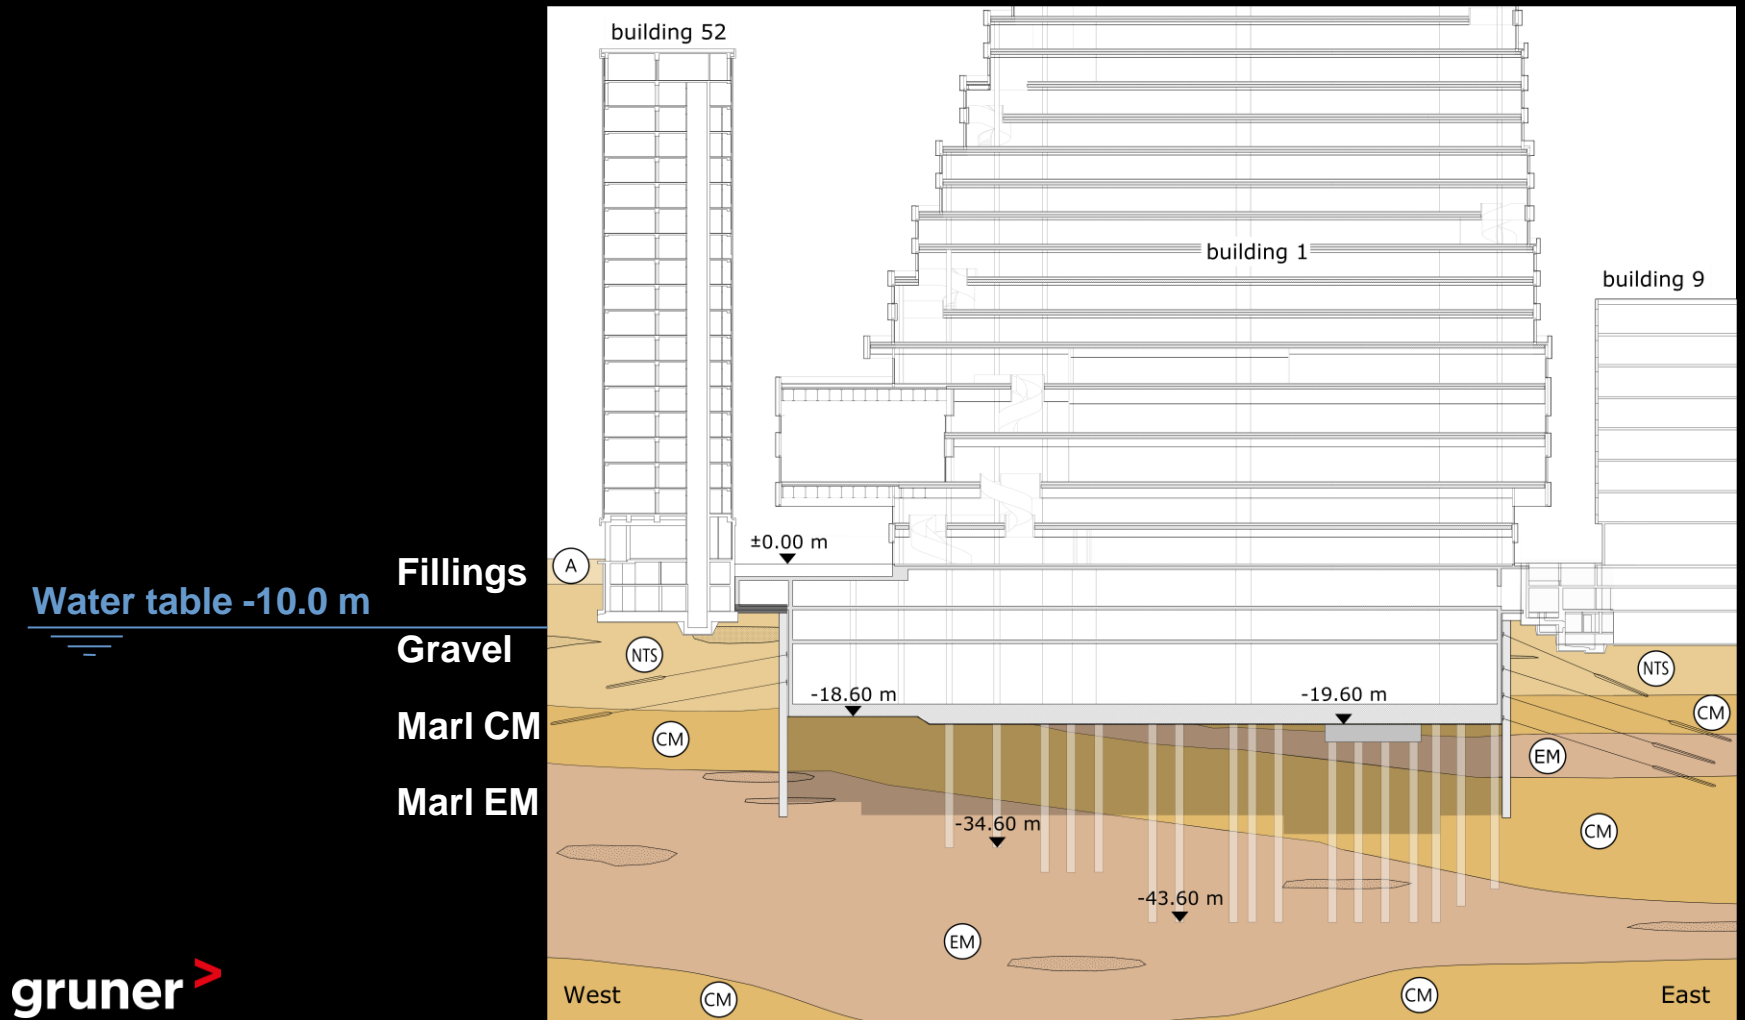 building 52
building 1
building 9
±0.00 m
Fillings
A
Water table -10.0 m
Gravel
NTS
NTS
-18.60 m
-19.60 m
Marl CM
CM
CM
EM
Marl EM
-34.60 m
CM
-43.60 m
EM
gruner >
West
CM
CM
East